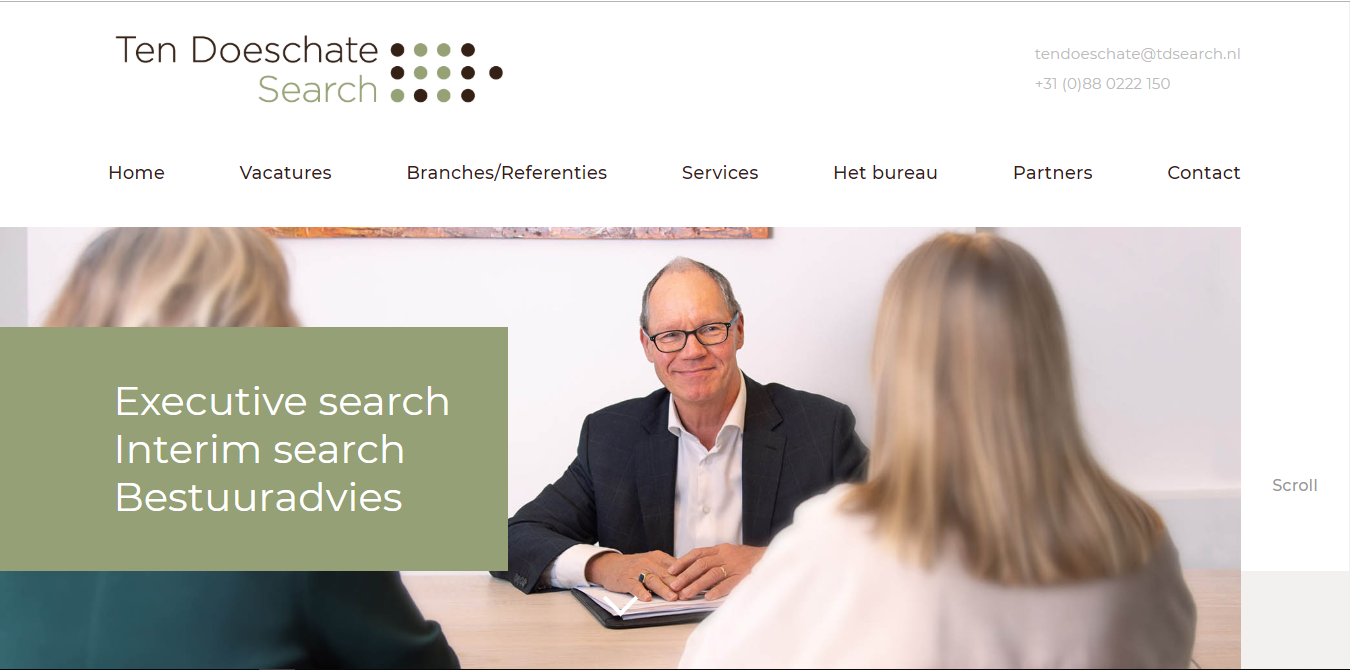 Ten Doeschate
Search
tendoeschate@tdsearch.nl
+31 (0)88 0222 150
Home Vacatures Branches/Referenties Services Het bureau Partners Contact
Executive search
Interim search
Bestuuradvies
Scroll